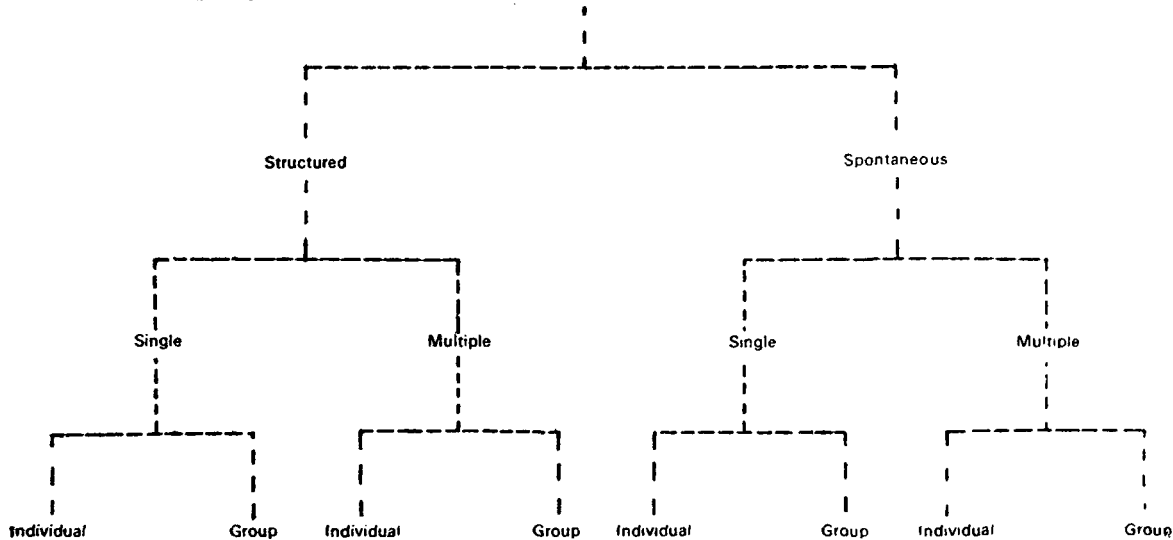 Structured Spontaneous
Single Multiple Single Multiple
Individual Group Individual Group Individual Group Individual Group